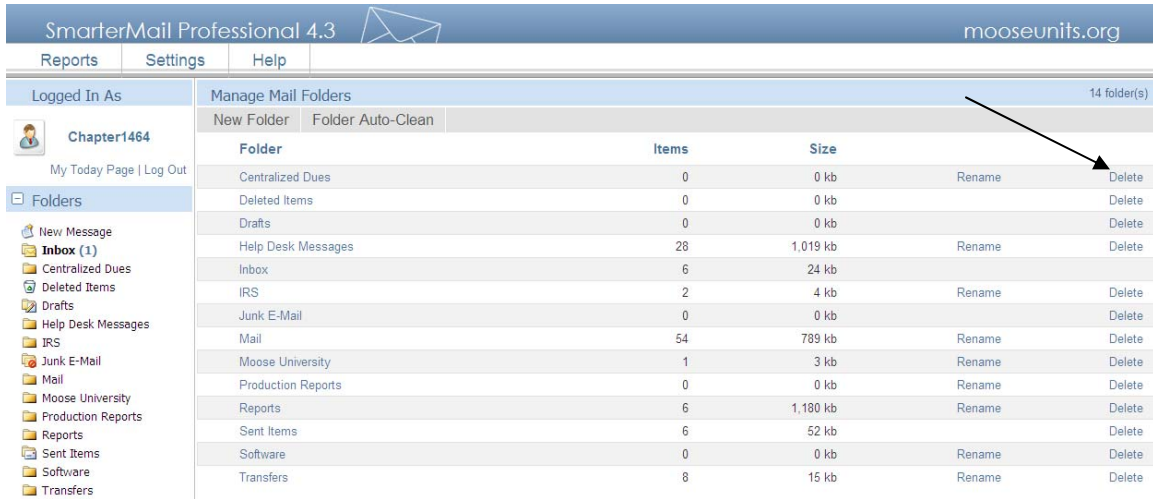 SmarterMail Professional 4.3 mooseunits.org
Reports Settings Help
Logged In As
Chapter1464
My Today Page | Log Out
Folders
New Message
Inbox (1)
Centralized Dues
Deleted Items
Drafts
Help Desk Messages
IRS
Junk E-Mail
Mail
Moose University
Production Reports
Reports
Sent Items
Software
Transfers
Manage Mail Folders 14 folder(s)
New Folder Folder Auto-Clean
Folder Items Size
Centralized Dues 0 0 kb Rename Delete
Deleted Items 0 0 kb Delete
Drafts 0 0 kb Delete
Help Desk Messages 28 1,019 kb Rename Delete
Inbox 6 24 kb
IRS 2 4 kb Rename Delete
Junk E-Mail 0 0 kb Delete
Mail 54 789 kb Rename Delete
Moose University 1 3 kb Rename Delete
Production Reports 0 0 kb Rename Delete
Reports 6 1,180 kb Rename Delete
Sent Items 6 52 kb Delete
Software 0 0 kb Rename Delete
Transfers 8 15 kb Rename Delete